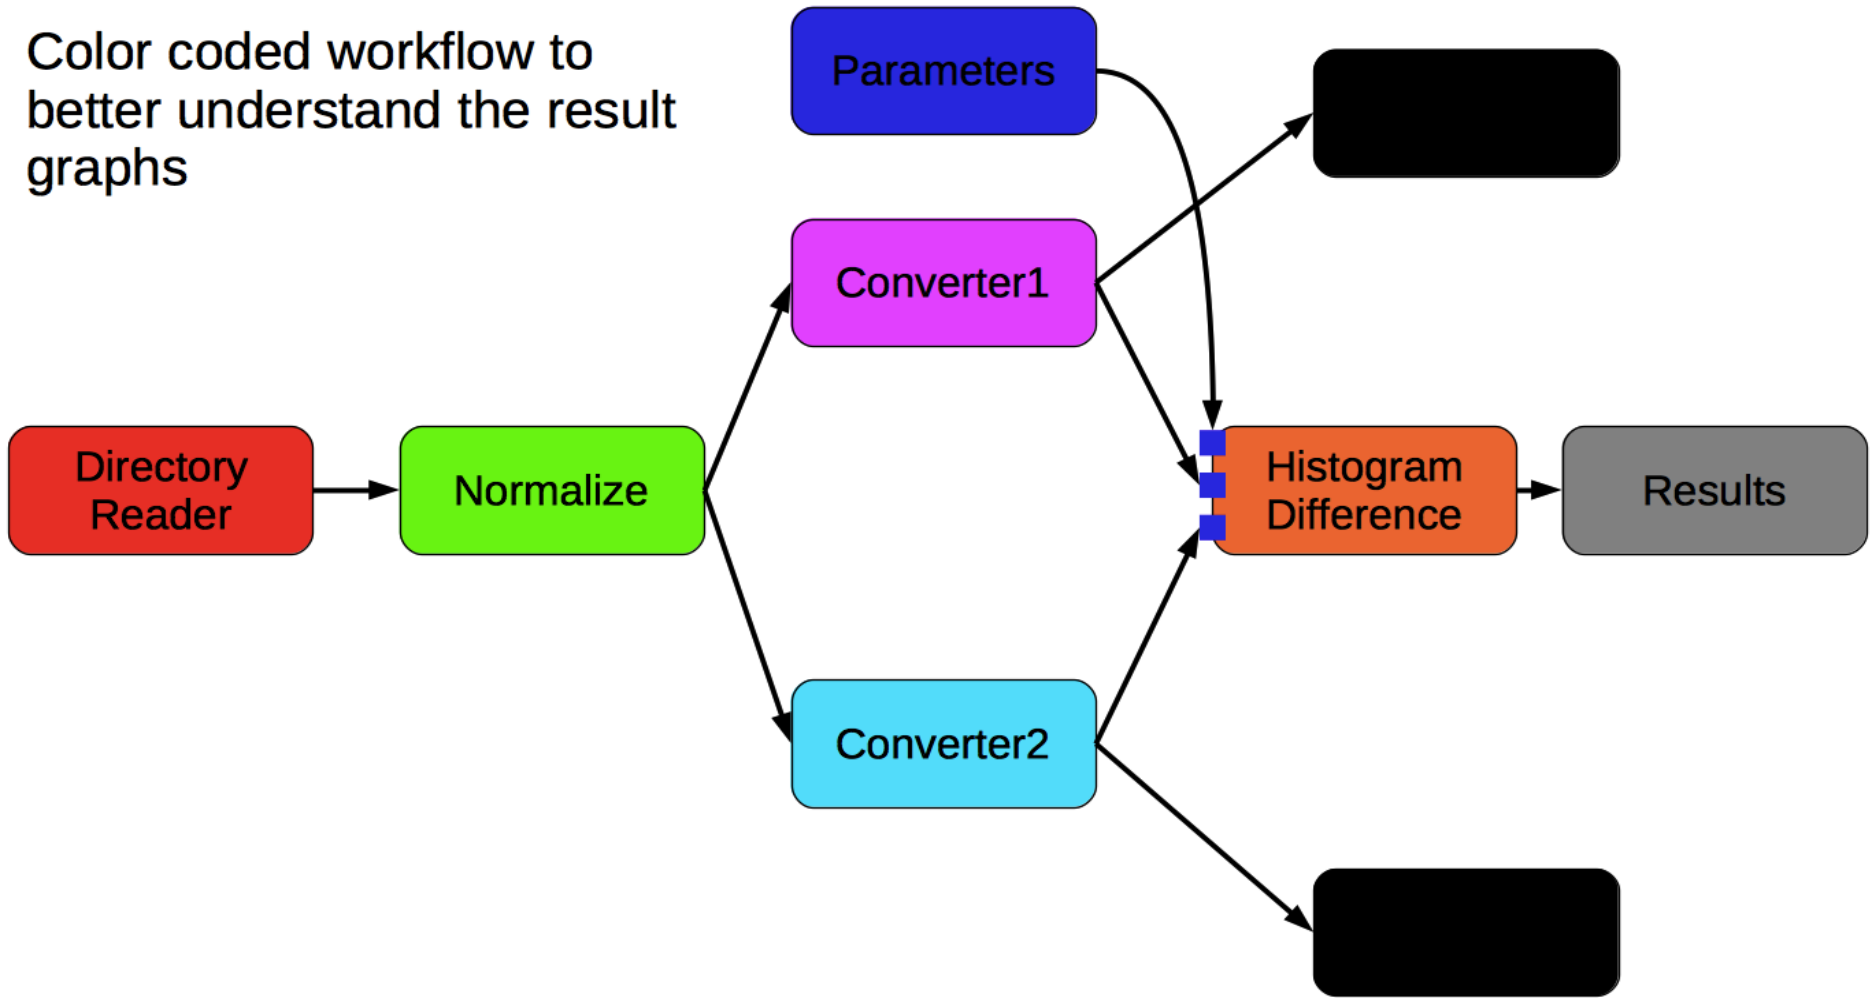 Color coded workflow to
better understand the result
graphs
Parameters
Converter1
Directory
Reader
Normalize
Histogram
Difference
Results
Converter2